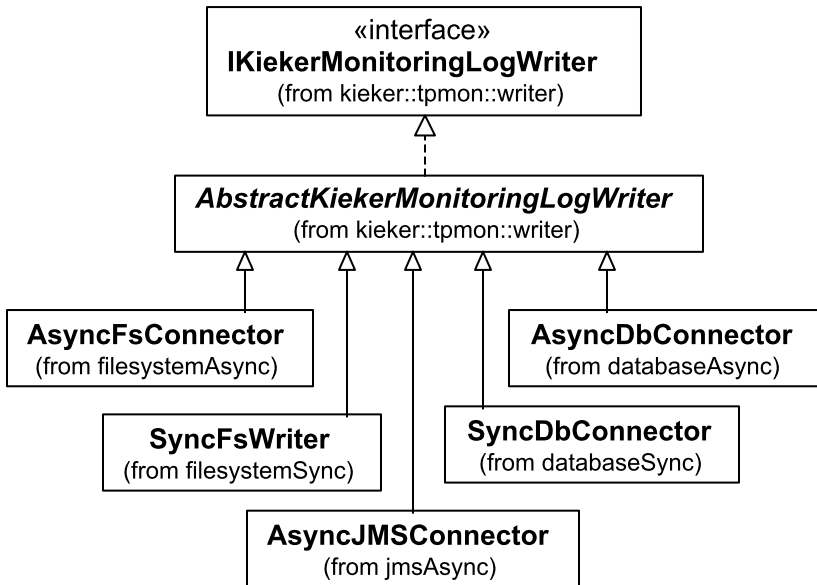 «interface»
IKiekerMonitoringLogWriter
(from kieker::tpmon::writer)
AbstractKiekerMonitoringLogWriter
(from kieker::tpmon::writer)
AsyncFsConnector
(from filesystemAsync)
AsyncDbConnector
(from databaseAsync)
SyncFsWriter
(from filesystemSync)
SyncDbConnector
(from databaseSync)
AsyncJMSConnector
(from jmsAsync)